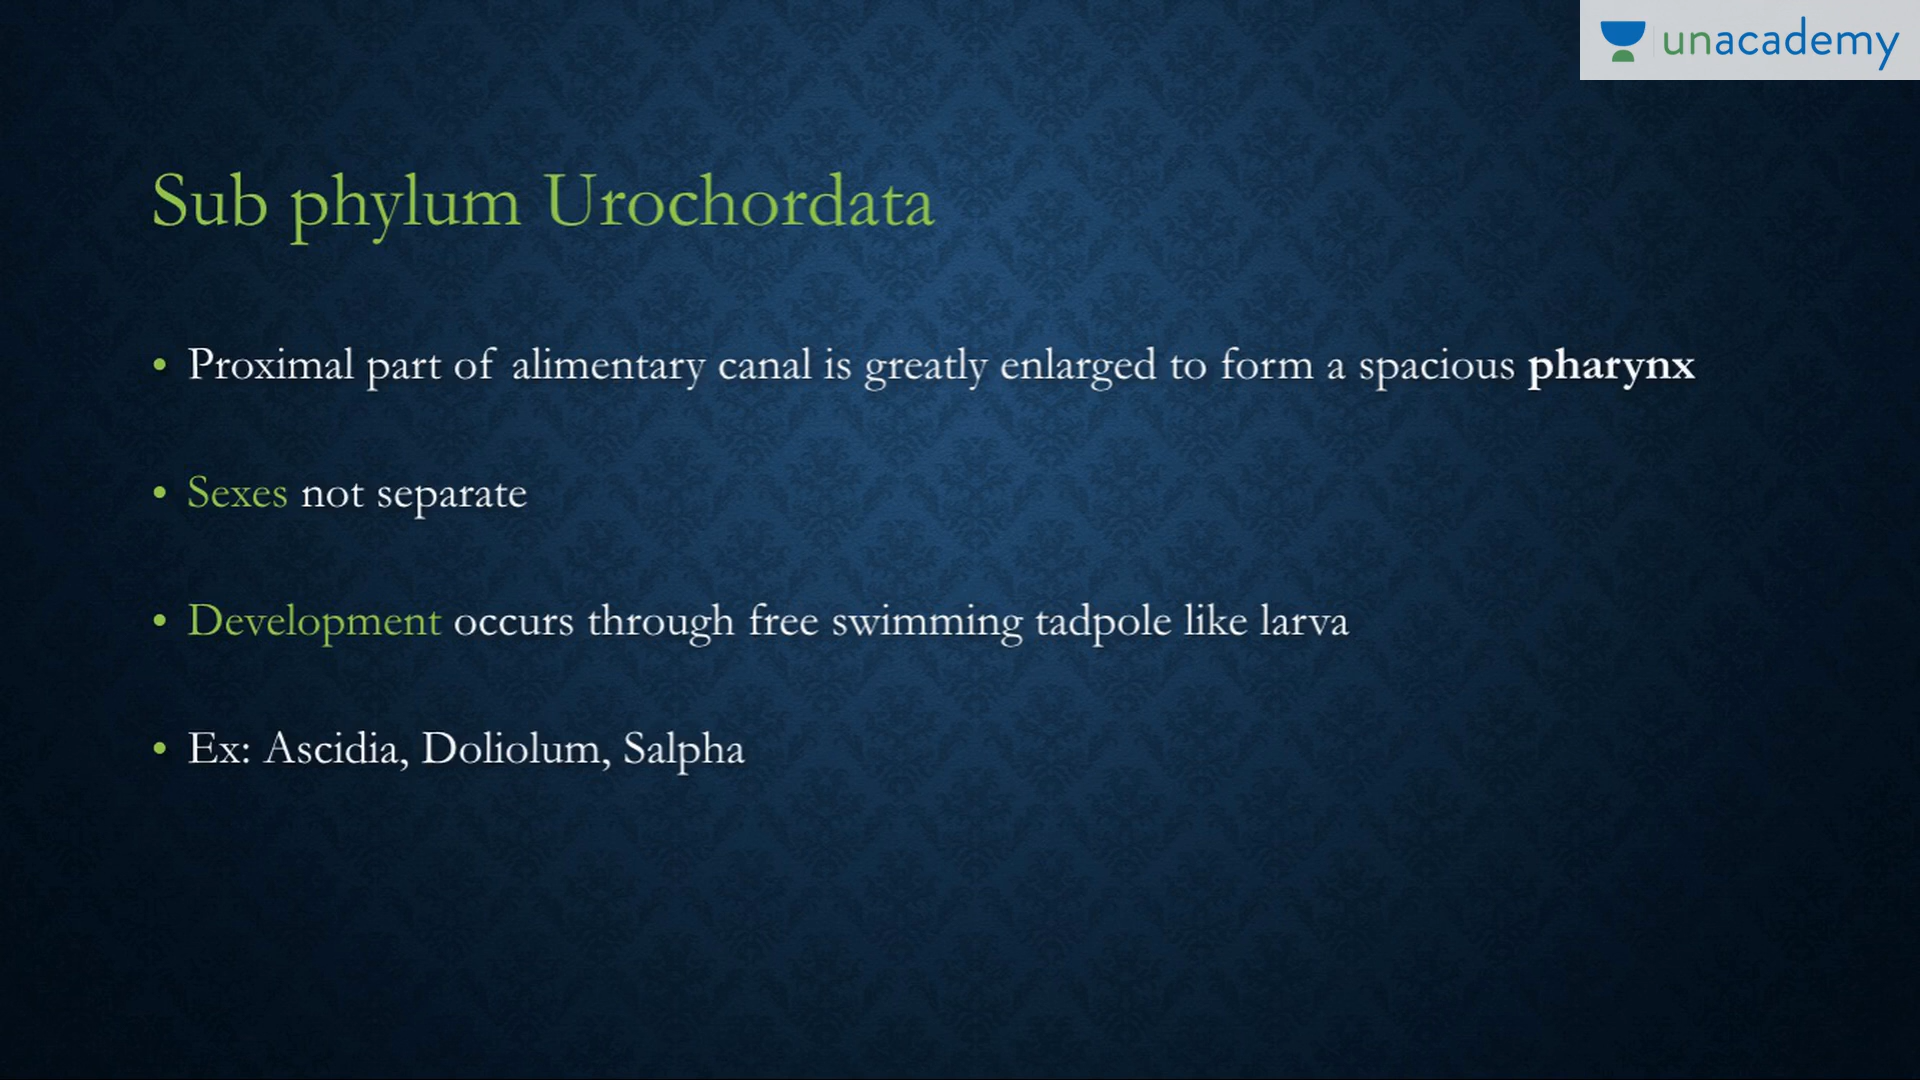 unacademy
Sub phylum Urochordata
• Proximal part of alimentary canal is greatly enlarged to form a spacious pharynx
• Sexes not separate
• Development occurs through free swimming tadpole like larva
• Ex: Ascidia, Doliolum, Salpha